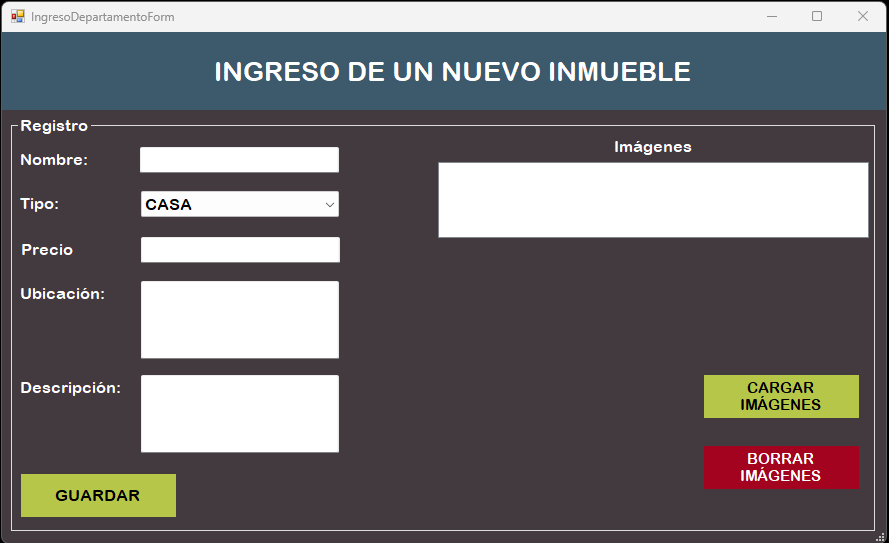 IngresoDepartamentoForm
INGRESO DE UN NUEVO INMUEBLE
Registro
Nombre:
Tipo:
CASA
Precio
Ubicación:
Descripción:
GUARDAR
Imágenes
CARGAR
IMÁGENES
BORRAR
IMÁGENES